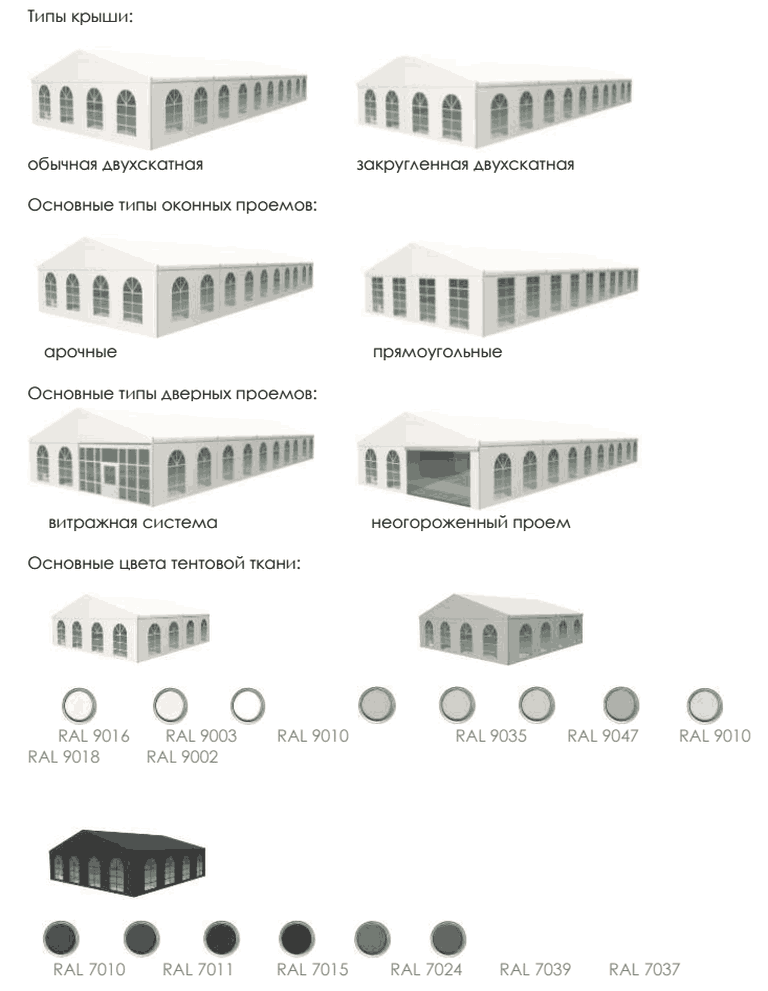 Типы крыши:
обычная двухскатная
закругленная двухскатная
Основные типы оконных проемов:
арочные
прямоугольные
Основные типы дверных проемов:
витражная система
неогороженный проем
Основные цвета тентовой ткани:
RAL 9016 RAL 9003 RAL 9010 RAL 9035 RAL 9047 RAL 9010
RAL 9018 RAL 9002
RAL 7010 RAL 7011 RAL 7015 RAL 7024 RAL 7039 RAL 7037